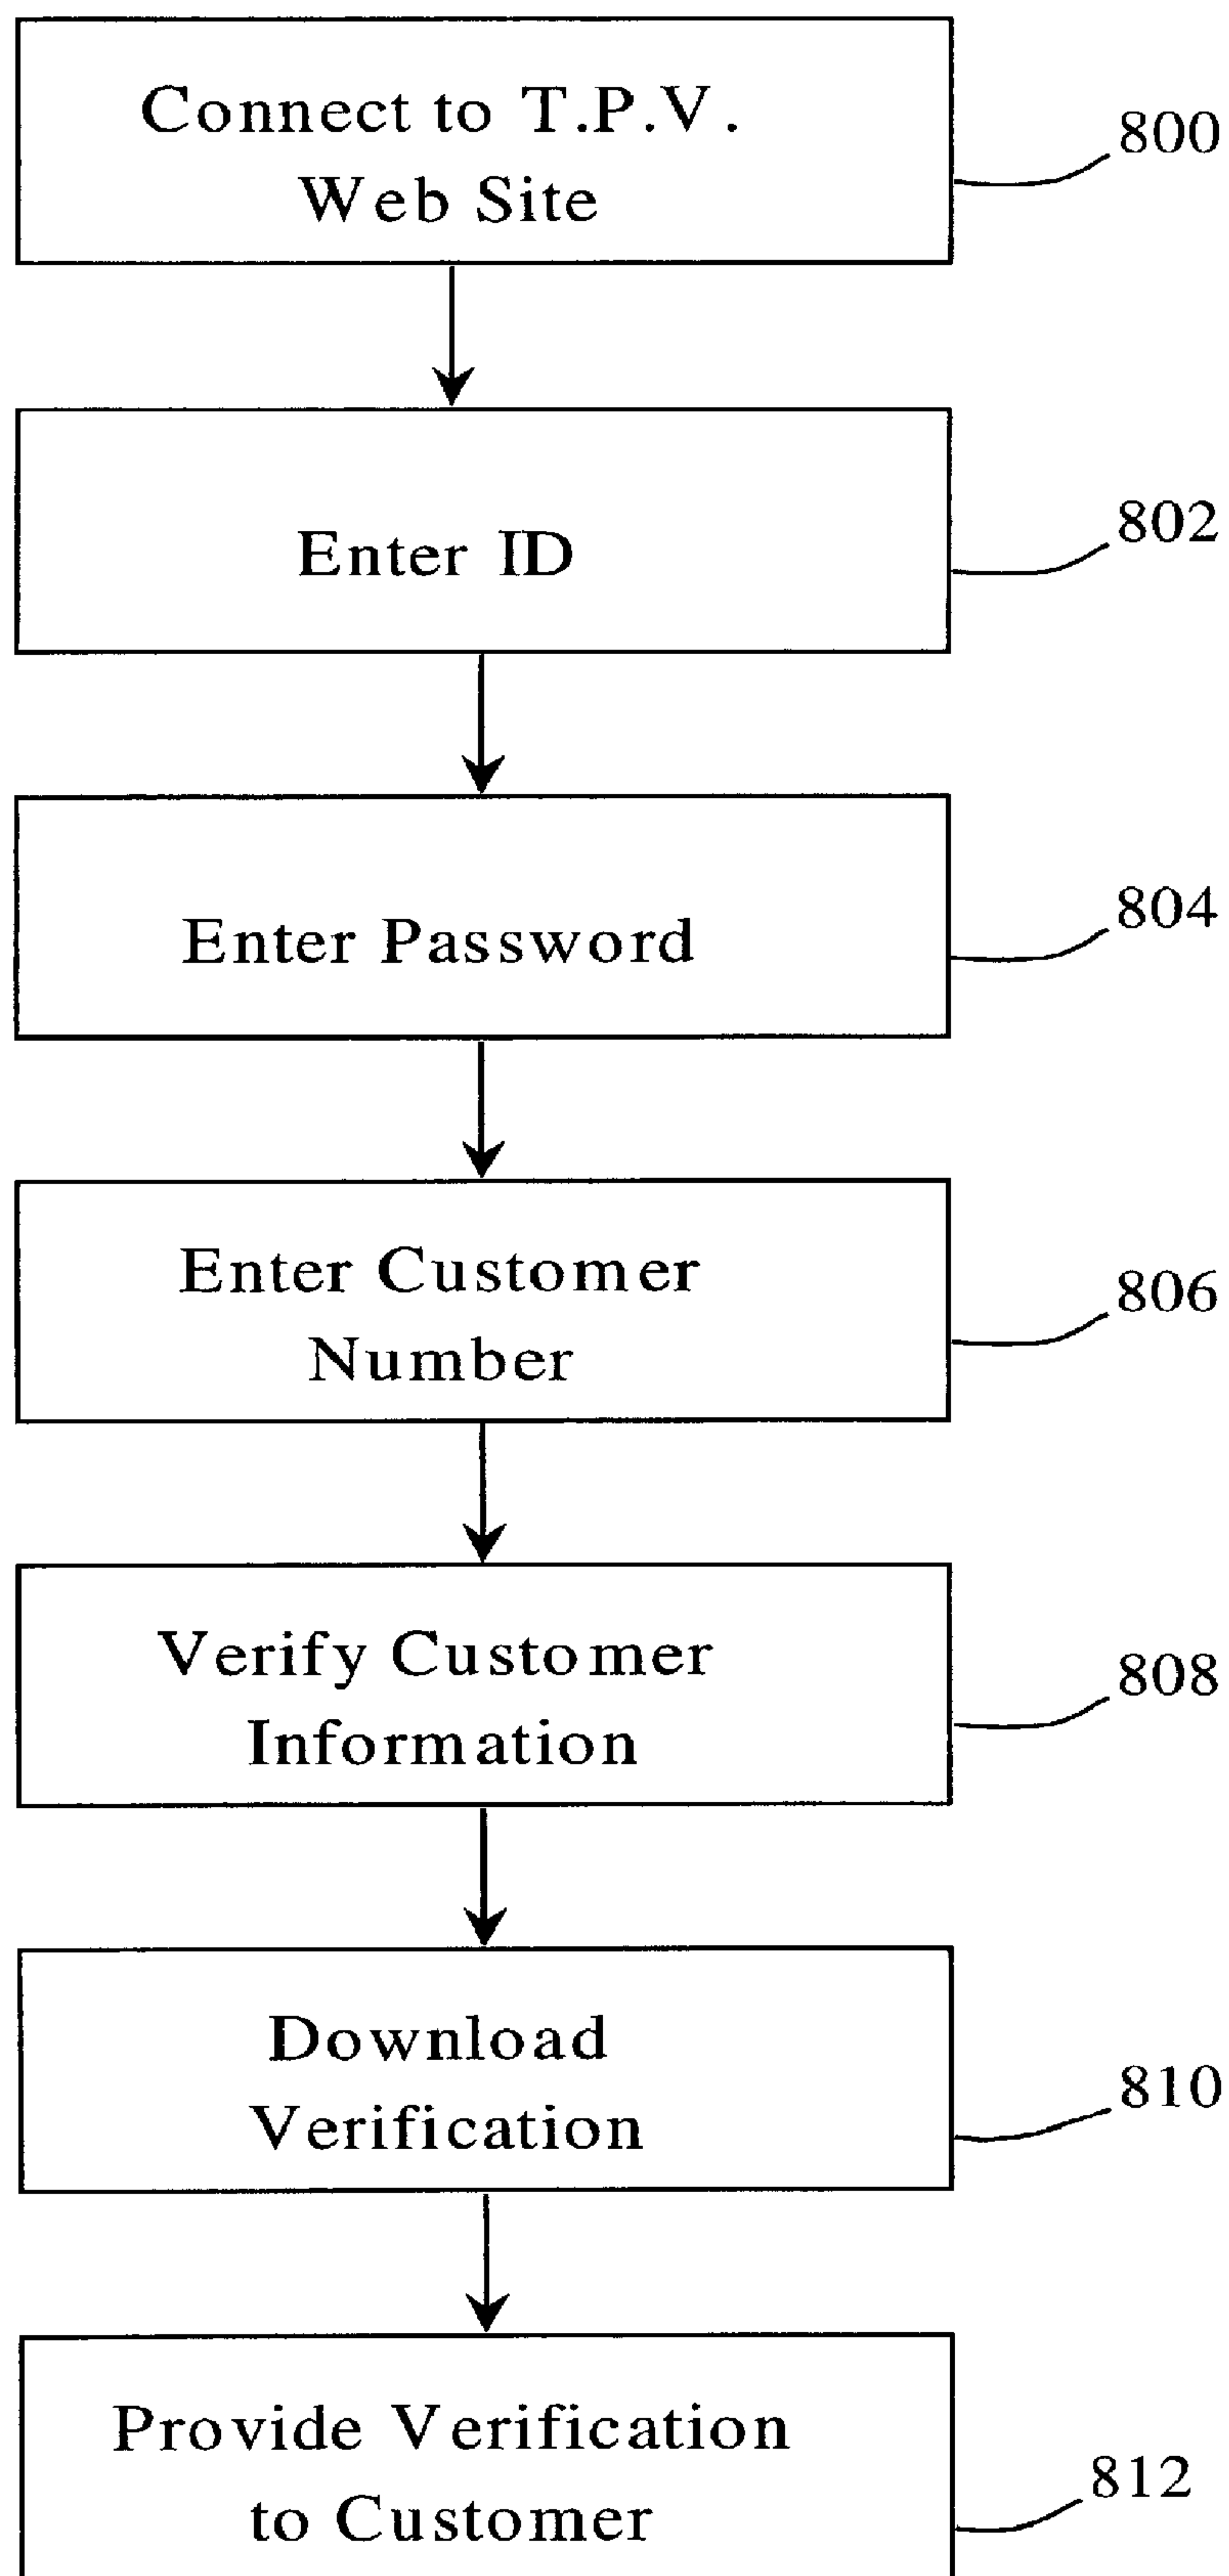 Connect to T.P.V.
Web Site
800
Enter ID
802
Enter Password
804
Enter Customer
Number
806
Verify Customer
Information
808
Download
Verification
810
Provide Verification
to Customer
812